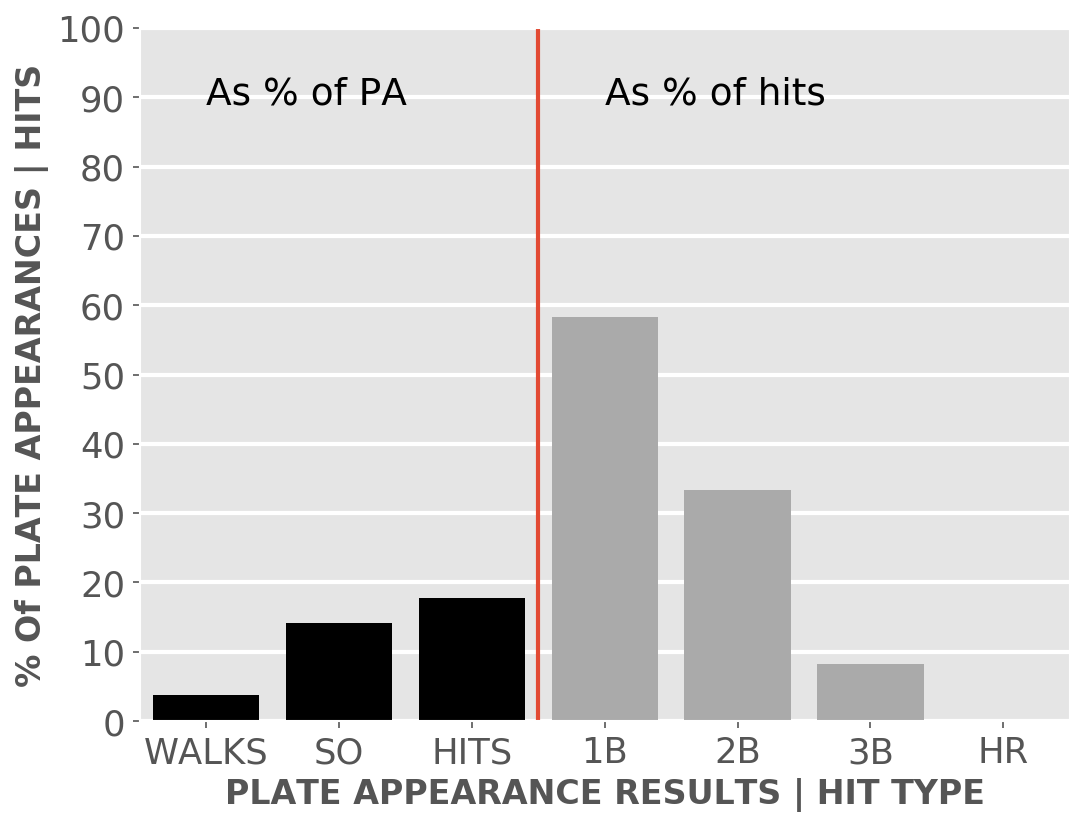 % Of PLATE APPEARANCES | HITS
100
90
80
70
60
50
40
30
20
10
0
As % of PA
As % of hits
WALKS SO HITS 1B 2B 3B HR
PLATE APPEARANCE RESULTS | HIT TYPE